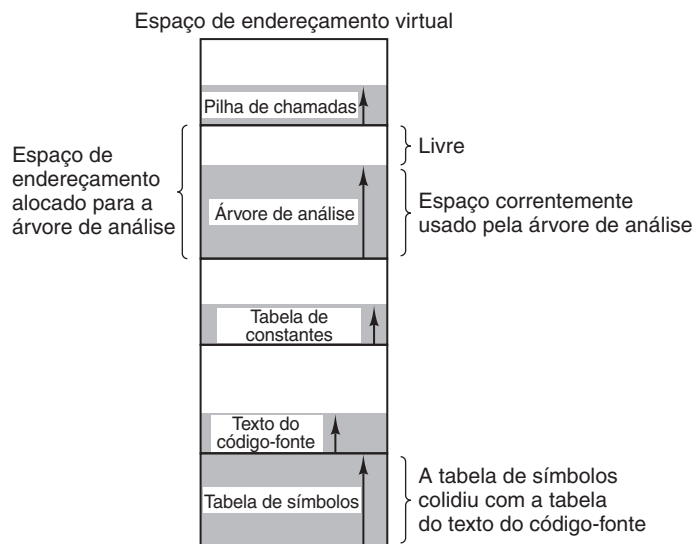 Espaço de endereçamento virtual
Pilha de chamadas
Livre
Espaço de
endereçamento
alocado para a
árvore de análise
Árvore de análise
Espaço correntemente
usado pela árvore de análise
Tabela de
constantes
Texto do
código-fonte
Tabela de símbolos
A tabela de símbolos
colidiu com a tabela
do texto do código-fonte